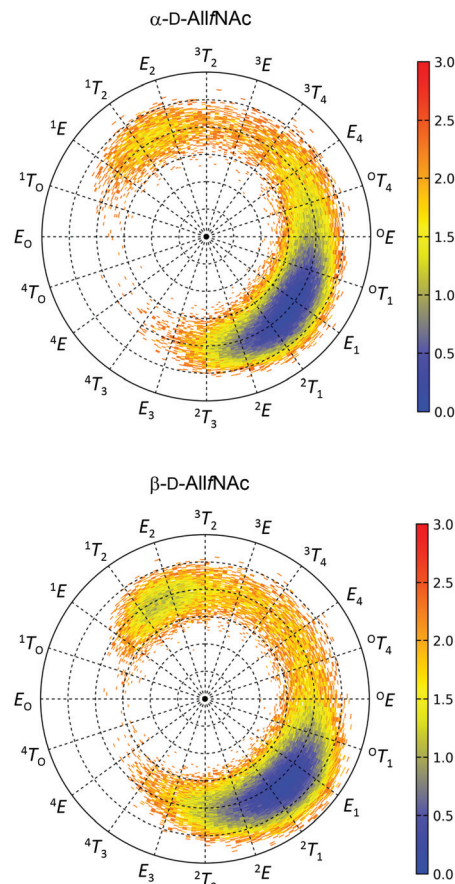 α-D-AllfNAc
³T₂
E₂ ³E
¹T₂ ³T₄
¹E E₄
¹Tₒ ᴼT₄
Eₒ ᴼE
⁴Tₒ ᴼT₁
⁴E E₁
⁴T₃ ²T₁
E₃ ²E
²T₃
3.0
2.5
2.0
1.5
1.0
0.5
0.0
β-D-AllfNAc
³T₂
E₂ ³E
¹T₂ ³T₄
¹E E₄
¹Tₒ ᴼT₄
Eₒ ᴼE
⁴Tₒ ᴼT₁
⁴E E₁
⁴T₃ ²T₁
E₃ ²E
3.0
2.5
2.0
1.5
1.0
0.5
0.0